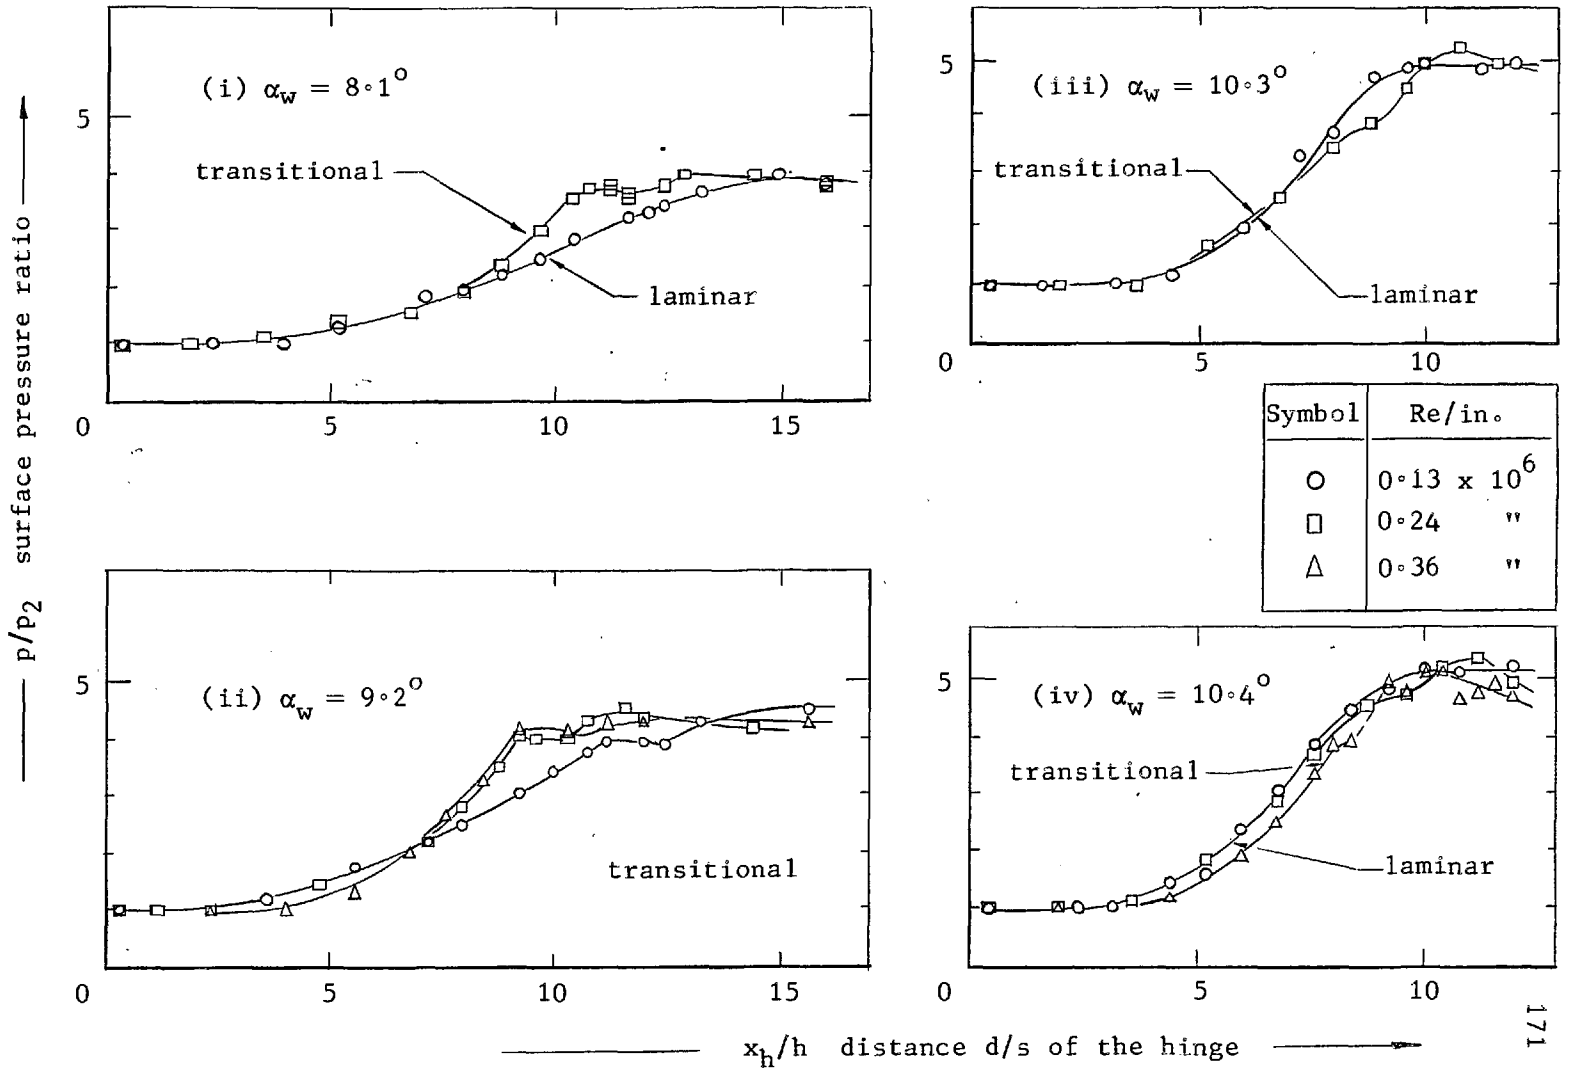 (i) αw = 8·1°
5
transitional
laminar
0
5
10
15
(iii) αw = 10·3°
5
transitional
laminar
0
5
10
Symbol Re/in.
○ 0·13 x 10^6
□ 0·24 "
△ 0·36 "
p/p2 surface pressure ratio
(ii) αw = 9·2°
5
transitional
0
5
10
15
(iv) αw = 10·4°
5
transitional
laminar
0
5
10
xh/h distance d/s of the hinge
171